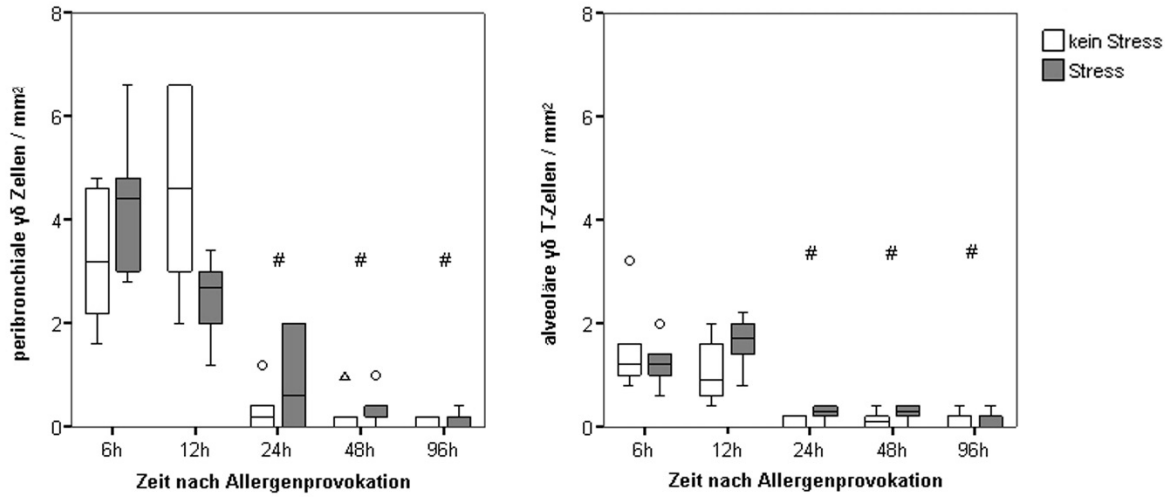 peribronchiale γδ Zellen / mm²
8
6
4
2
0
# # #
6h 12h 24h 48h 96h
Zeit nach Allergenprovokation
alveoläre γδ T-Zellen / mm²
8
6
4
2
0
# # #
6h 12h 24h 48h 96h
Zeit nach Allergenprovokation
kein Stress
Stress